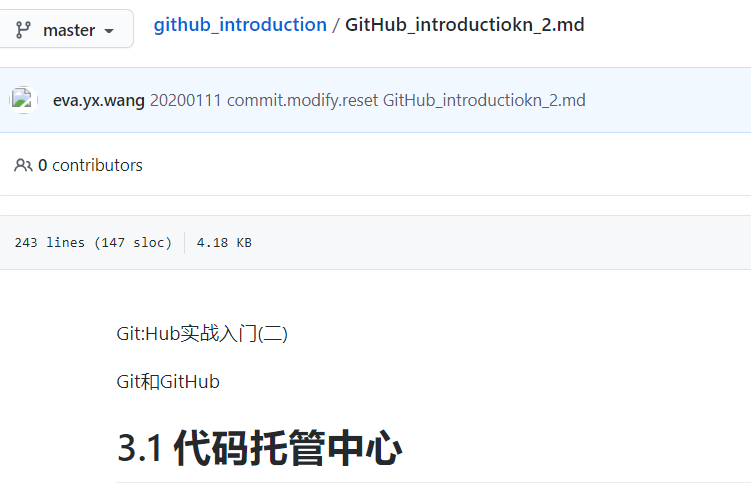 master
github_introduction / GitHub_introductiokn_2.md
eva.yx.wang 20200111 commit.modify.reset GitHub_introductiokn_2.md
0 contributors
243 lines (147 sloc) 4.18 KB
Git:Hub实战入门(二)
Git和GitHub
3.1 代码托管中心